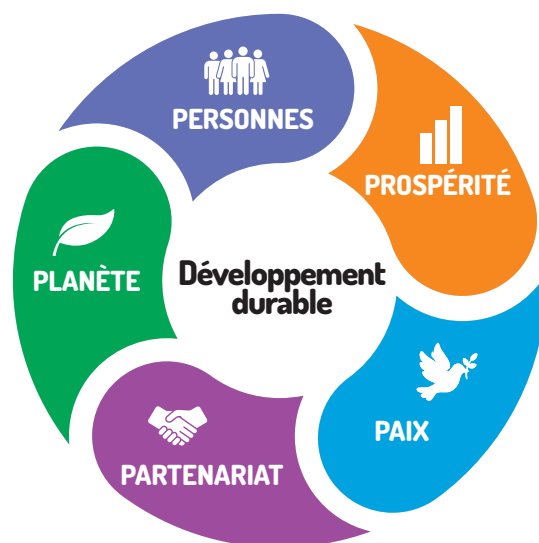 PERSONNES
PROSPÉRITÉ
PLANÈTE
Développement
durable
PAIX
PARTENARIAT